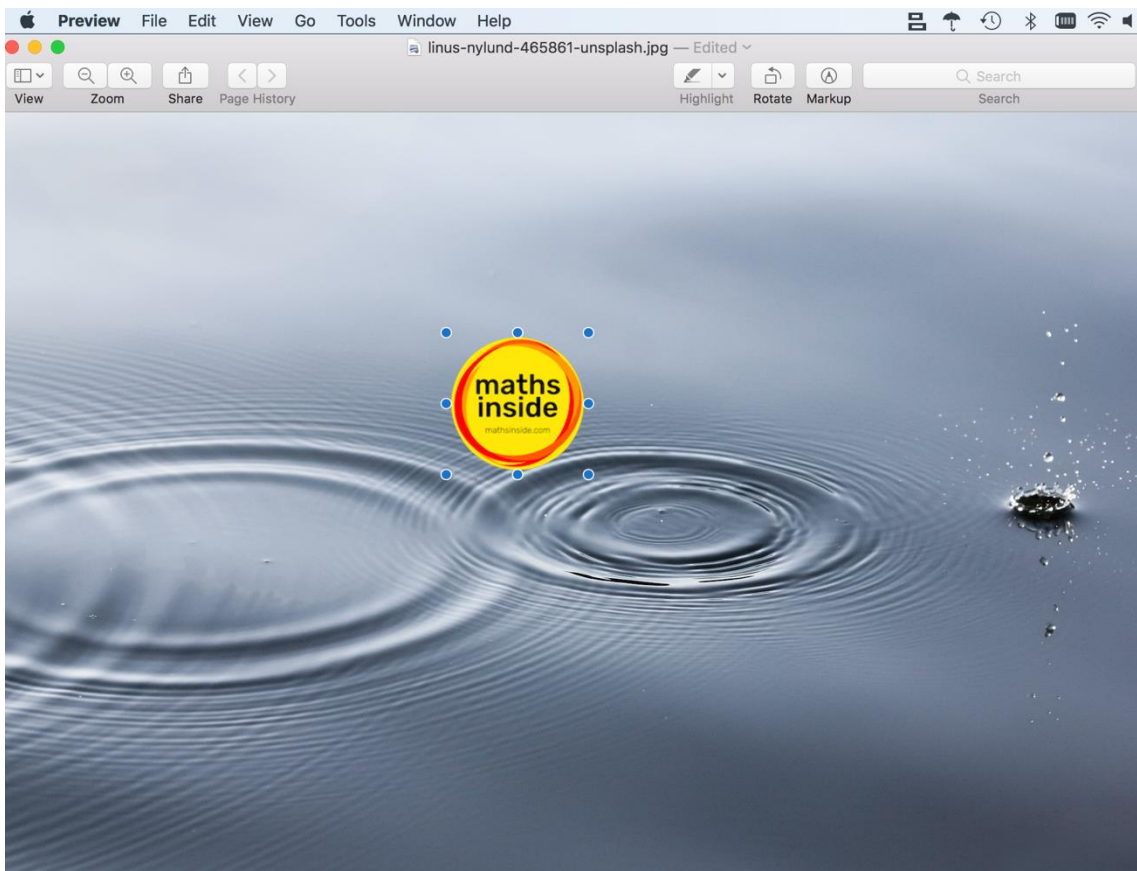 Preview File Edit View Go Tools Window Help
linus-nylund-465861-unsplash.jpg — Edited
Search
View Zoom Share Page History Highlight Rotate Markup Search
maths
inside
mathsinside.com